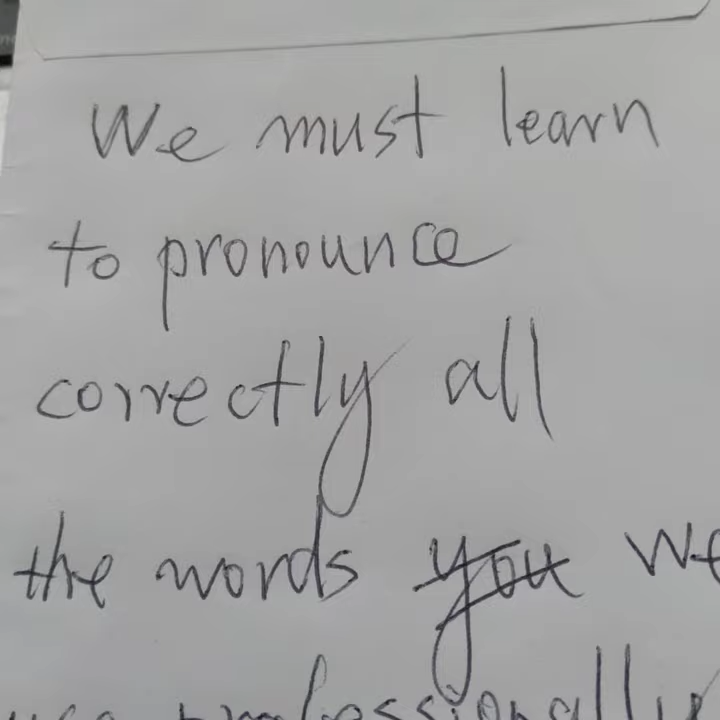 We must learn
to pronounce
correctly all
the words you We